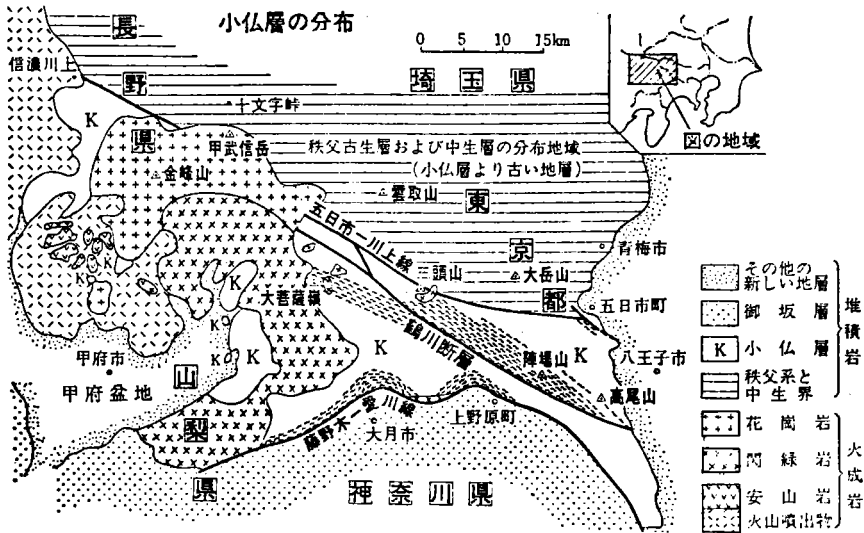 小仏層の分布
0 5 10 15km
図の地域
長野県
埼玉県
東京都
山梨県
神奈川県
信濃川上
十文字峠
甲武信岳
金峰山
秩父古生層および中生層の分布地域
(小仏層より古い地層)
雲取山
五日市―川上線
三頭山
大岳山
青梅市
五日市町
大菩薩嶺
鶴川断層
陣場山
八王子市
高尾山
甲府市
甲府盆地
藤野木―愛川線
大月市
上野原町
K
K
K
K
K
K
K
K
その他の
新しい地層
御坂層
K 小仏層
秩父系と
中生界
堆積岩
花崗岩
閃緑岩
安山岩
火山噴出物
火成岩